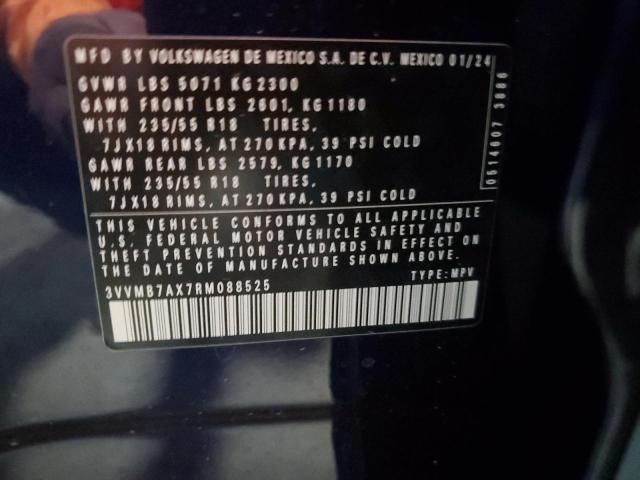 MFD BY VOLKSWAGEN DE MEXICO S.A. DE C.V. MEXICO 01/24
GVWR LBS 5071 KG 2300
GAWR FRONT LBS 2601, KG 1180
WITH 235/55 R18 TIRES,
7JX18 RIMS, AT 270 KPA, 39 PSI COLD
GAWR REAR LBS 2579, KG 1170
WITH 235/55 R18 TIRES,
7JX18 RIMS, AT 270 KPA, 39 PSI COLD
THIS VEHICLE CONFORMS TO ALL APPLICABLE
U.S. FEDERAL MOTOR VEHICLE SAFETY AND
THEFT PREVENTION STANDARDS IN EFFECT ON
THE DATE OF MANUFACTURE SHOWN ABOVE.
3VVMB7AX7RM088525 TYPE: MPV
0514607 3686